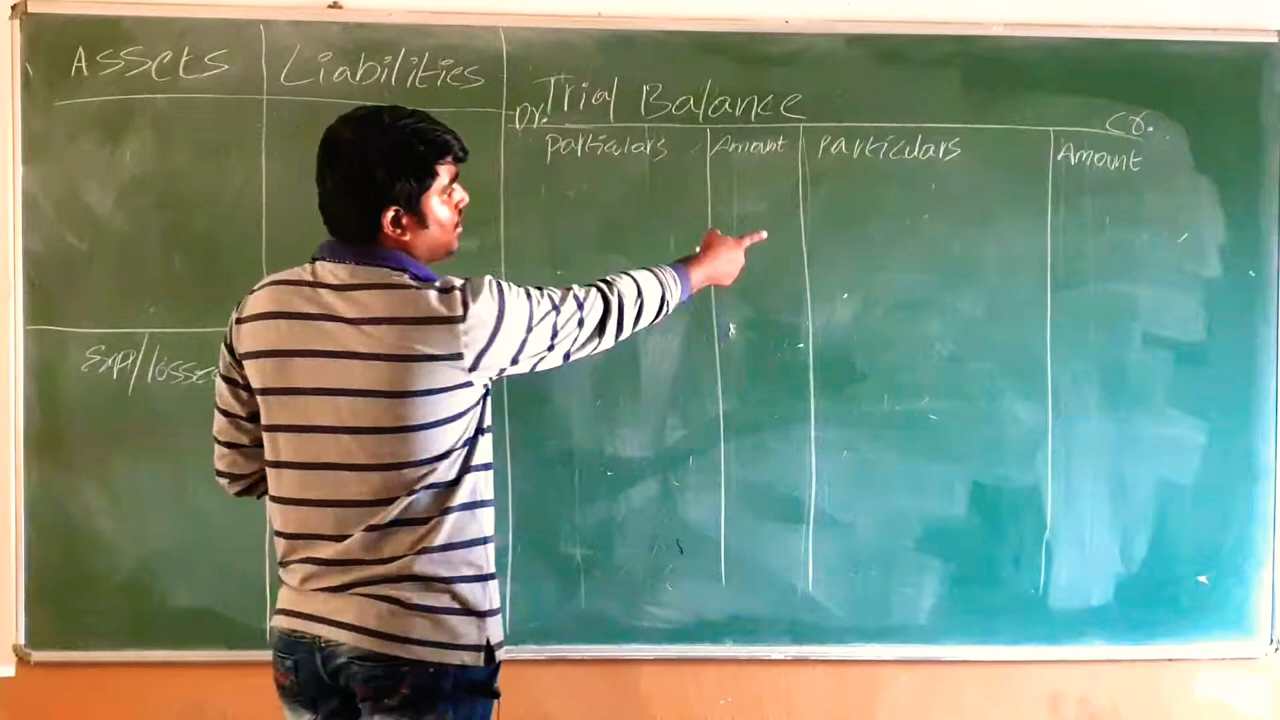 Assets Liabilities
Trial Balance
Dr. Cr.
Particulars Amount Particulars Amount
Exp/losses